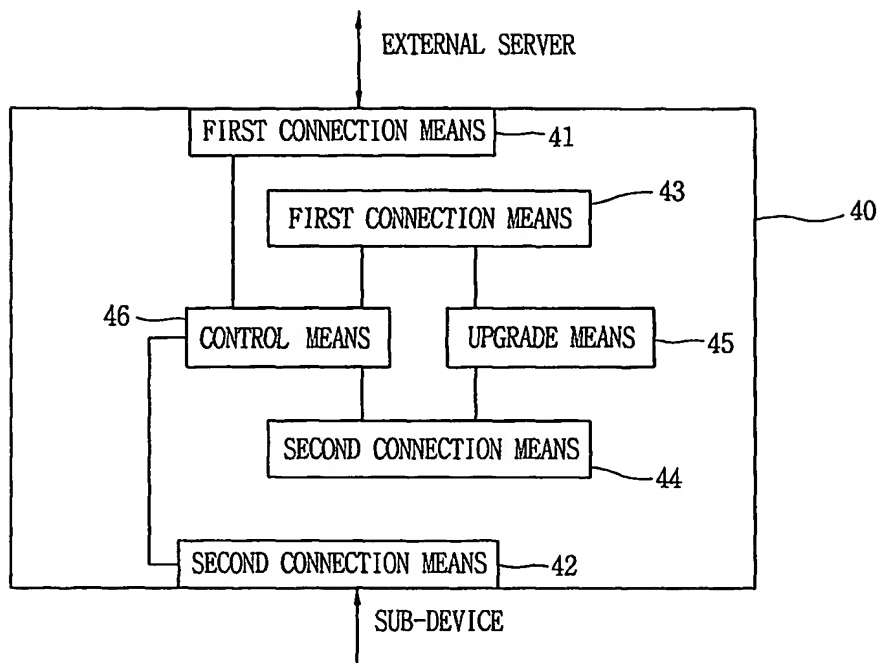 EXTERNAL SERVER
FIRST CONNECTION MEANS
41
43
FIRST CONNECTION MEANS
40
46
CONTROL MEANS
UPGRADE MEANS
45
SECOND CONNECTION MEANS
44
SECOND CONNECTION MEANS
42
SUB-DEVICE